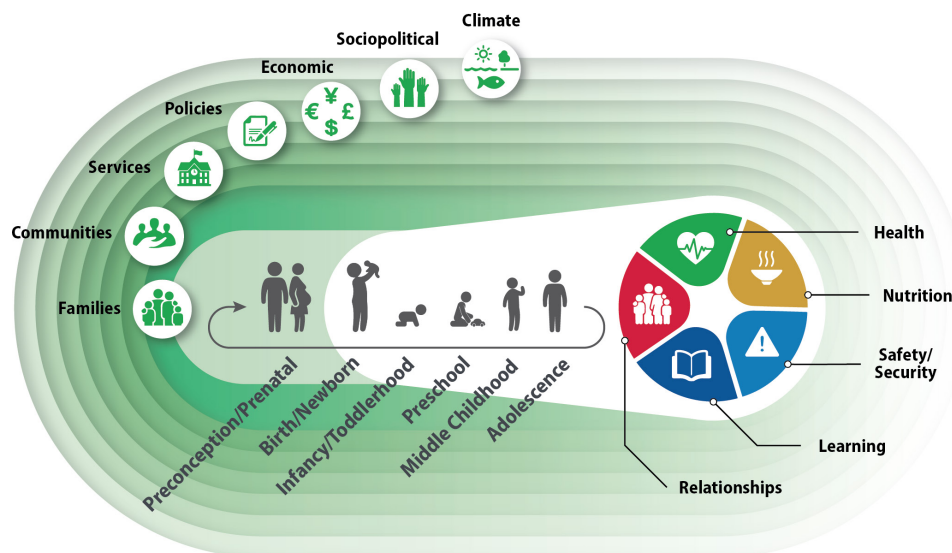 Climate
Sociopolitical
Economic
Policies
Services
Communities
Families
¥
€ £
$
Preconception/Prenatal
Birth/Newborn
Infancy/Toddlerhood
Preschool
Middle Childhood
Adolescence
Health
Nutrition
Safety/
Security
Learning
Relationships